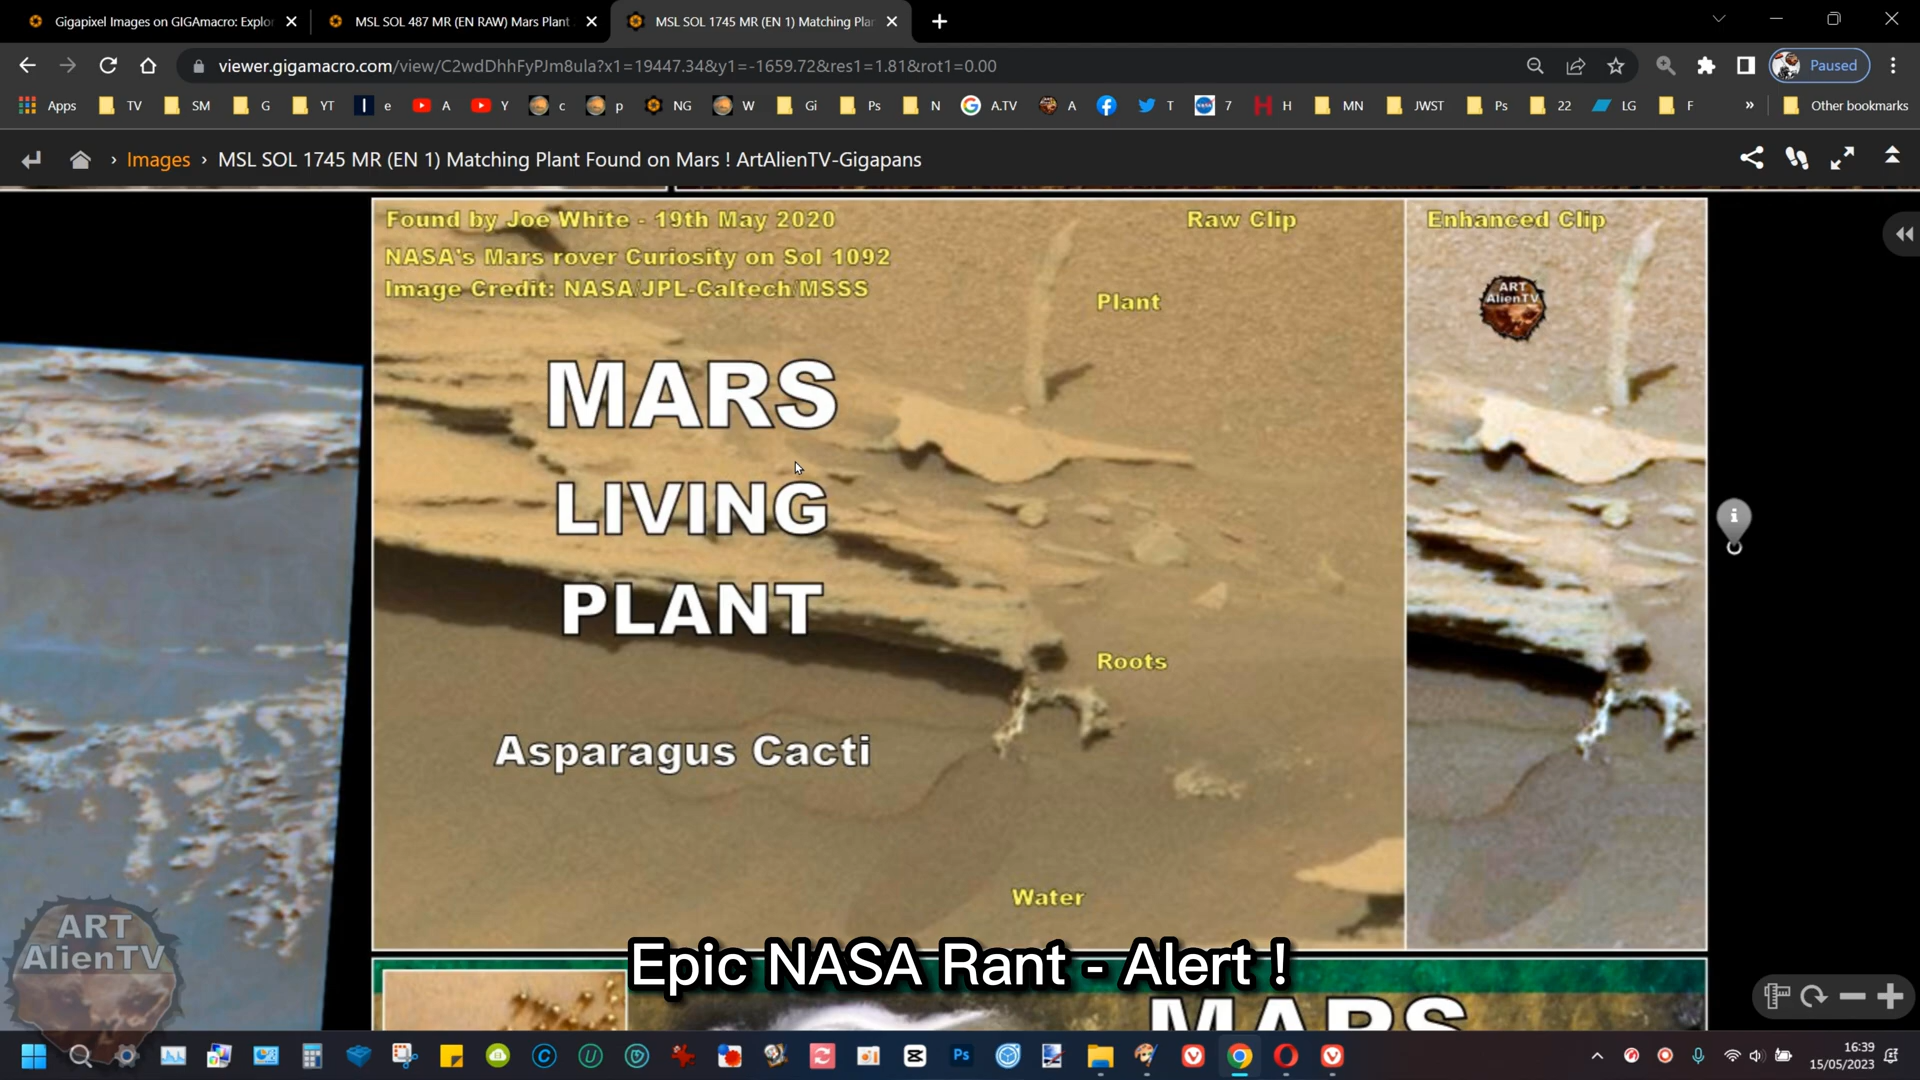 Gigapixel Images on GIGAmacro: Explo
MSL SOL 487 MR (EN RAW) Mars Plant
MSL SOL 1745 MR (EN 1) Matching Plan
viewer.gigamacro.com/view/C2wdDhhFyPJm8ula?x1=19447.34&y1=-1659.72&res1=1.81&rot1=0.00
Paused
Apps TV SM G YT e A Y c p NG W Gi Ps N A.TV A T 7 H MN JWST Ps 22 LG F » Other bookmarks
› Images › MSL SOL 1745 MR (EN 1) Matching Plant Found on Mars ! ArtAlienTV-Gigapans
Found by Joe White - 19th May 2020
Raw Clip
Enhanced Clip
NASA's Mars rover Curiosity on Sol 1092
Image Credit: NASA/JPL-Caltech/MSSS
Plant
ART
AlienTV
MARS
LIVING
PLANT
Roots
Asparagus Cacti
Water
ART
AlienTV
Epic NASA Rant - Alert !
MARS
16:39
15/05/2023